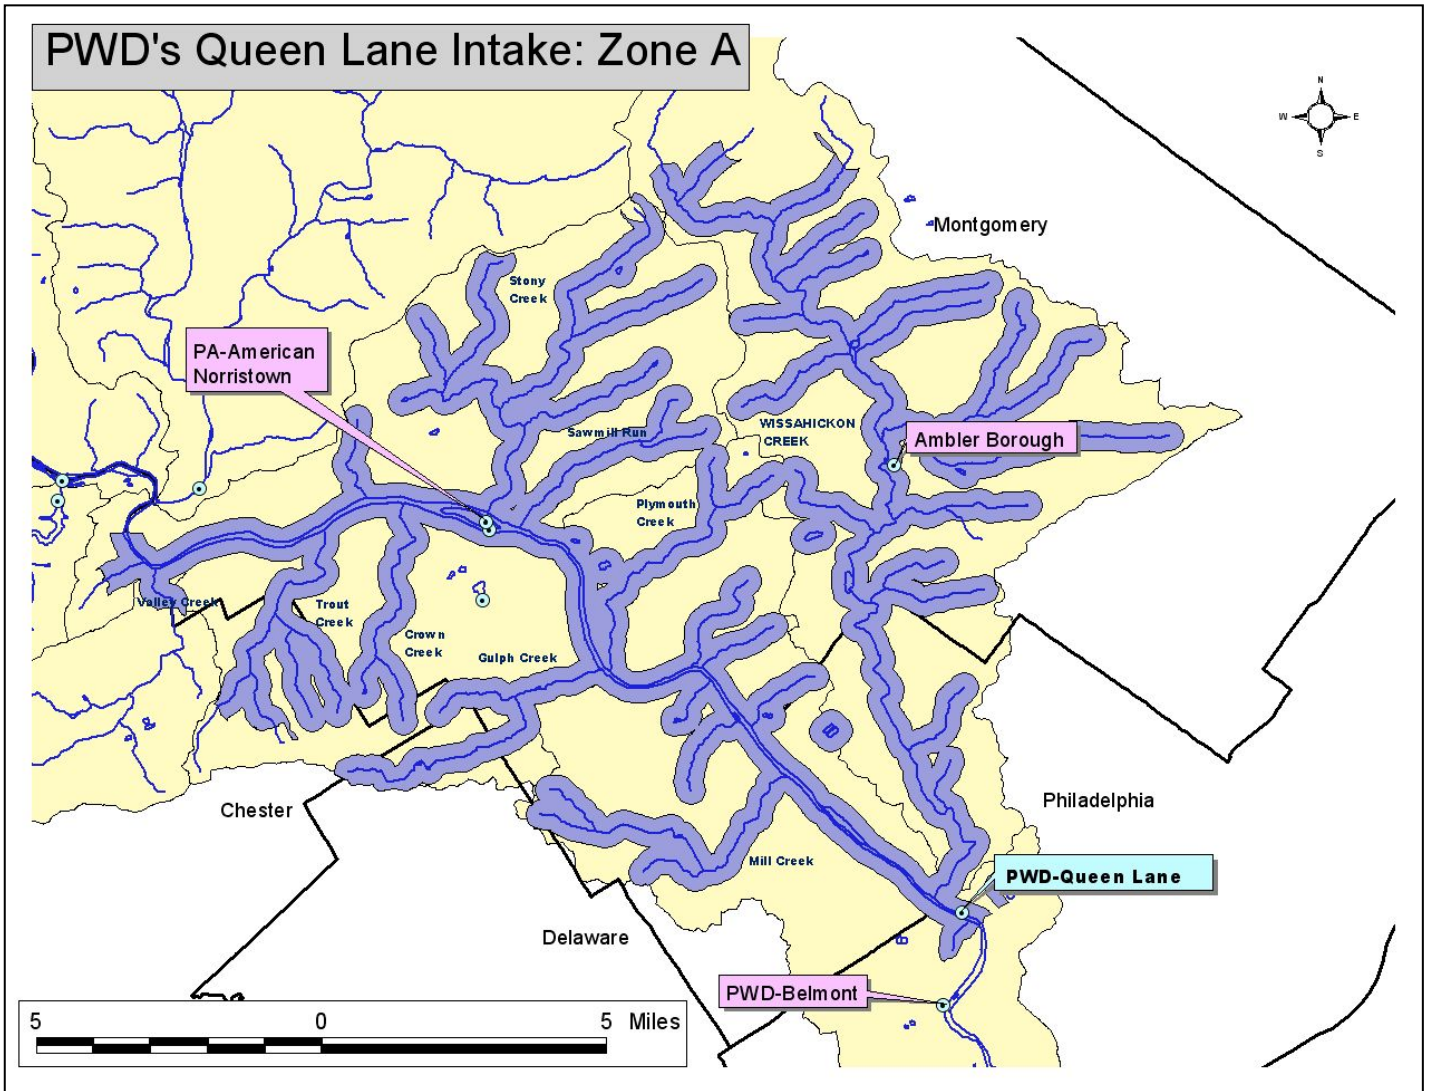 PWD's Queen Lane Intake: Zone A
N
W E
S
Montgomery
Stony
Creek
PA-American
Norristown
WISSAHICKON
CREEK
Sawmill Run
Ambler Borough
Plymouth
Creek
Valley Creek
Trout
Creek
Crown
Creek
Gulph Creek
Chester
Philadelphia
Mill Creek
PWD-Queen Lane
Delaware
PWD-Belmont
5 0 5 Miles